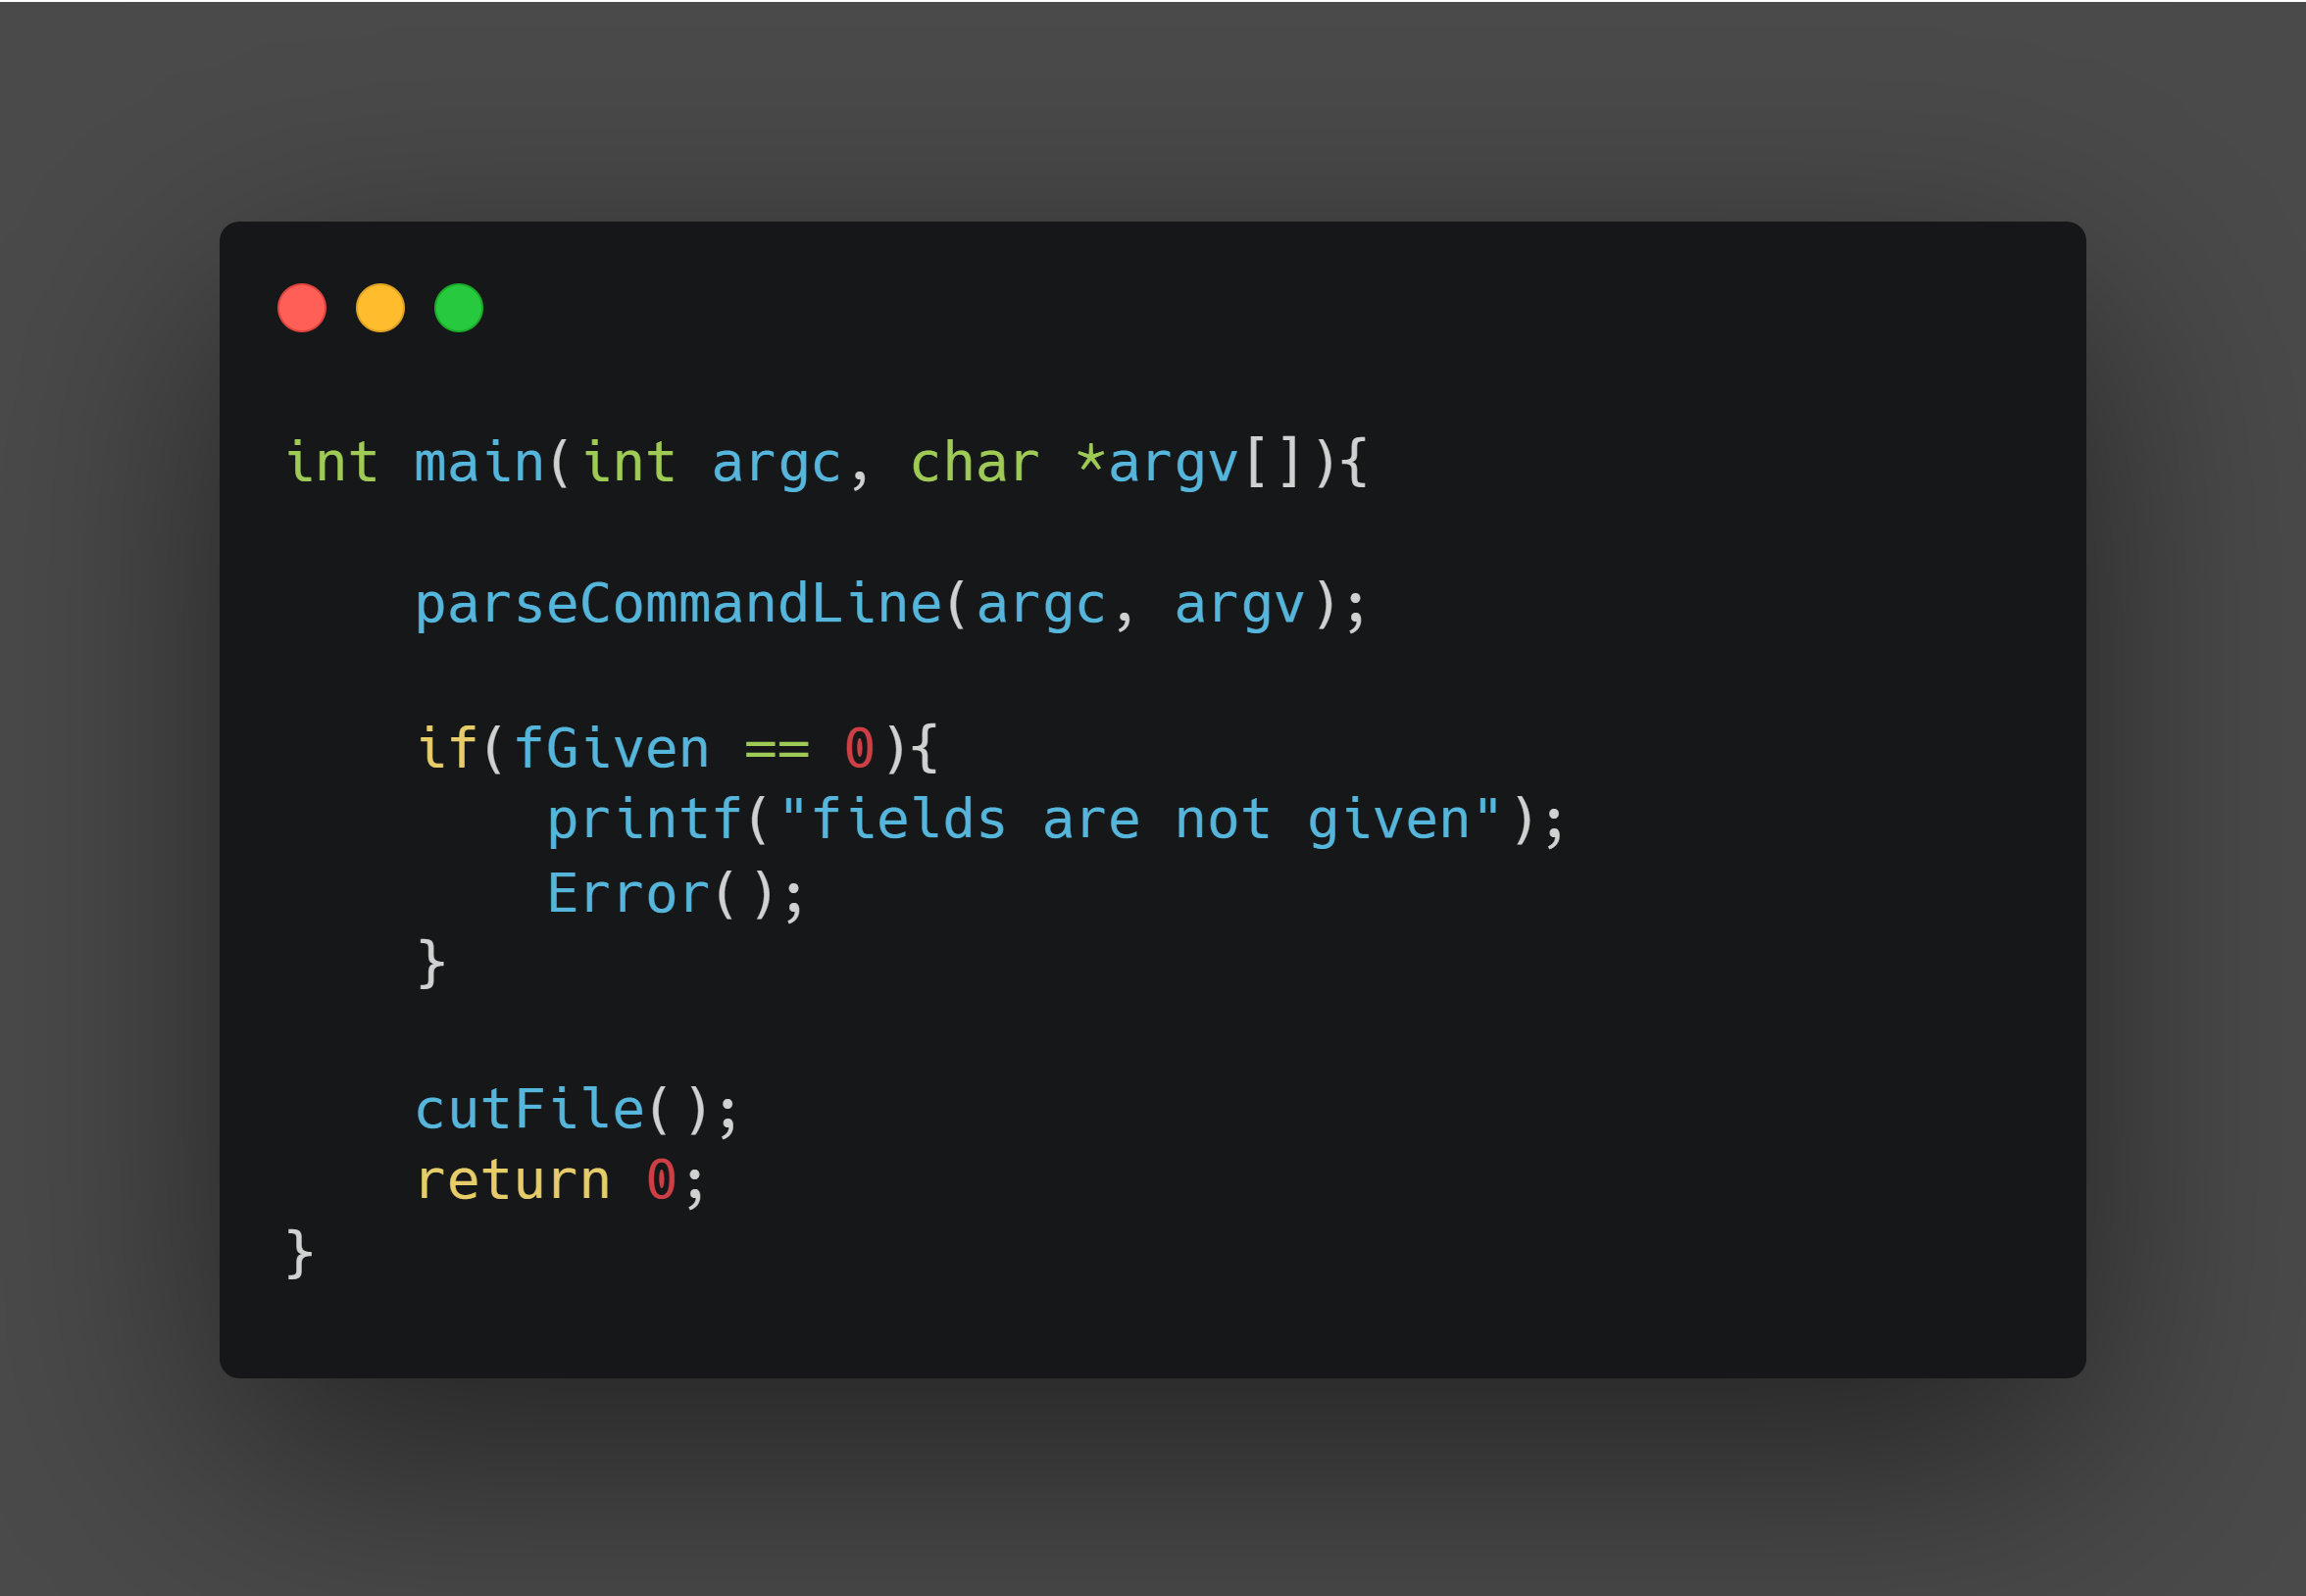 int main(int argc, char *argv[]){
parseCommandLine(argc, argv);
if(fGiven == 0){
printf("fields are not given");
Error();
}
cutFile();
return 0;
}